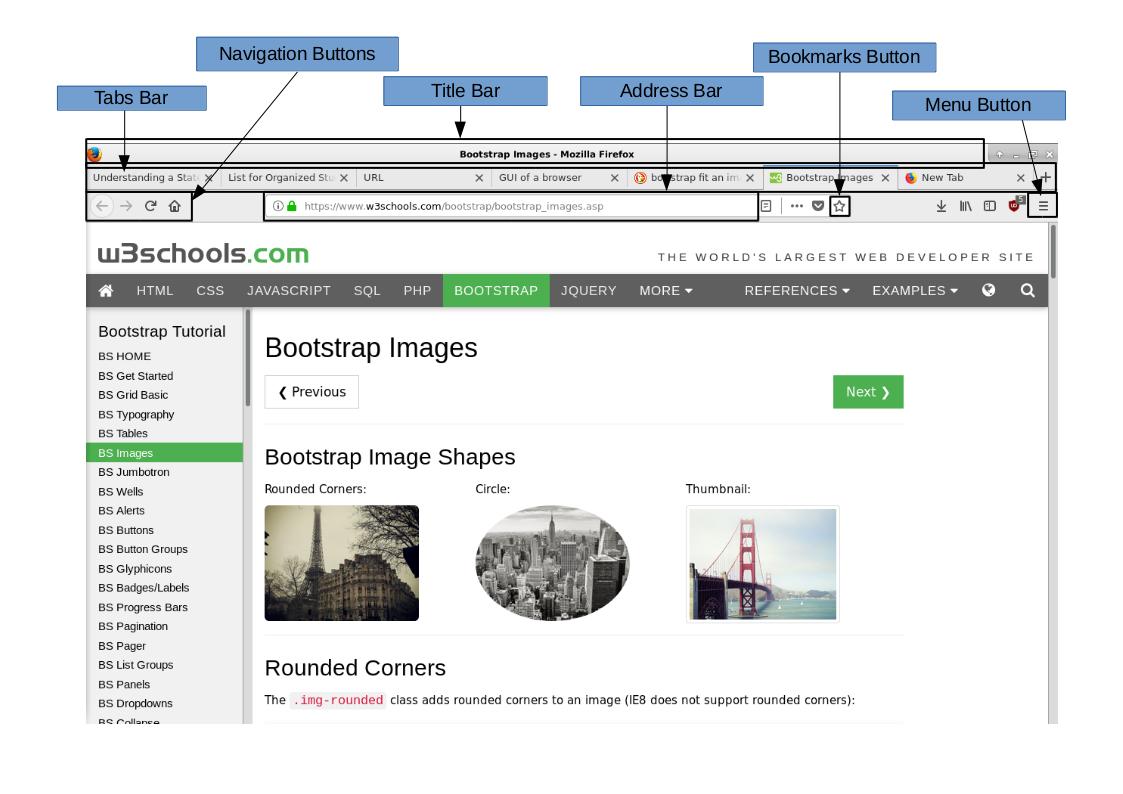 Navigation Buttons
Bookmarks Button
Tabs Bar
Title Bar
Address Bar
Menu Button
Bootstrap Images - Mozilla Firefox
Understanding a Stat
List for Organized Stu
URL
GUI of a browser
bootstrap fit an im
Bootstrap Images
New Tab
https://www.w3schools.com/bootstrap/bootstrap_images.asp
w3schools.com
THE WORLD'S LARGEST WEB DEVELOPER SITE
HTML CSS JAVASCRIPT SQL PHP BOOTSTRAP JQUERY MORE REFERENCES EXAMPLES
Bootstrap Tutorial
BS HOME
BS Get Started
BS Grid Basic
BS Typography
BS Tables
BS Images
BS Jumbotron
BS Wells
BS Alerts
BS Buttons
BS Button Groups
BS Glyphicons
BS Badges/Labels
BS Progress Bars
BS Pagination
BS Pager
BS List Groups
BS Panels
BS Dropdowns
BS Collapse
Bootstrap Images
❮ Previous
Next ❯
Bootstrap Image Shapes
Rounded Corners:
Circle:
Thumbnail:
Rounded Corners
The .img-rounded class adds rounded corners to an image (IE8 does not support rounded corners):